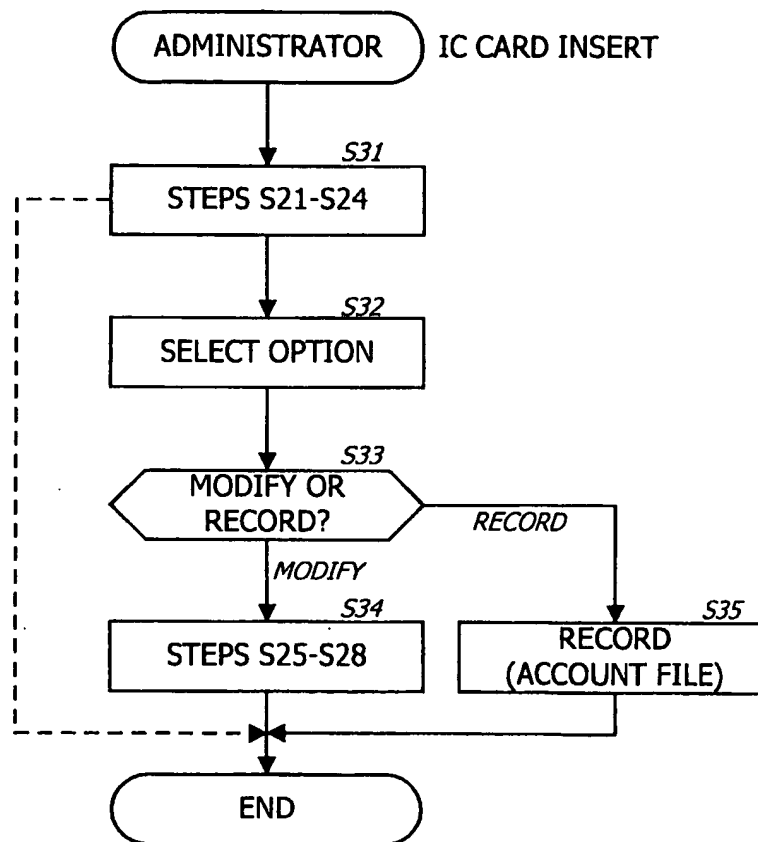 ADMINISTRATOR IC CARD INSERT
S31
STEPS S21-S24
S32
SELECT OPTION
S33
MODIFY OR
RECORD?
RECORD
MODIFY
S34
STEPS S25-S28
S35
RECORD
(ACCOUNT FILE)
END